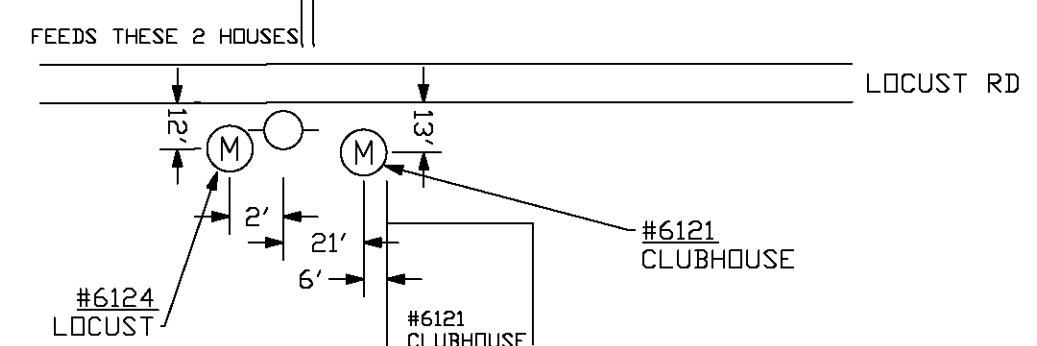 FEEDS THESE 2 HOUSES
LOCUST RD
12'
13'
M
M
2'
21'
6'
#6121
CLUBHOUSE
#6124
LOCUST
#6121
CLUBHOUSE